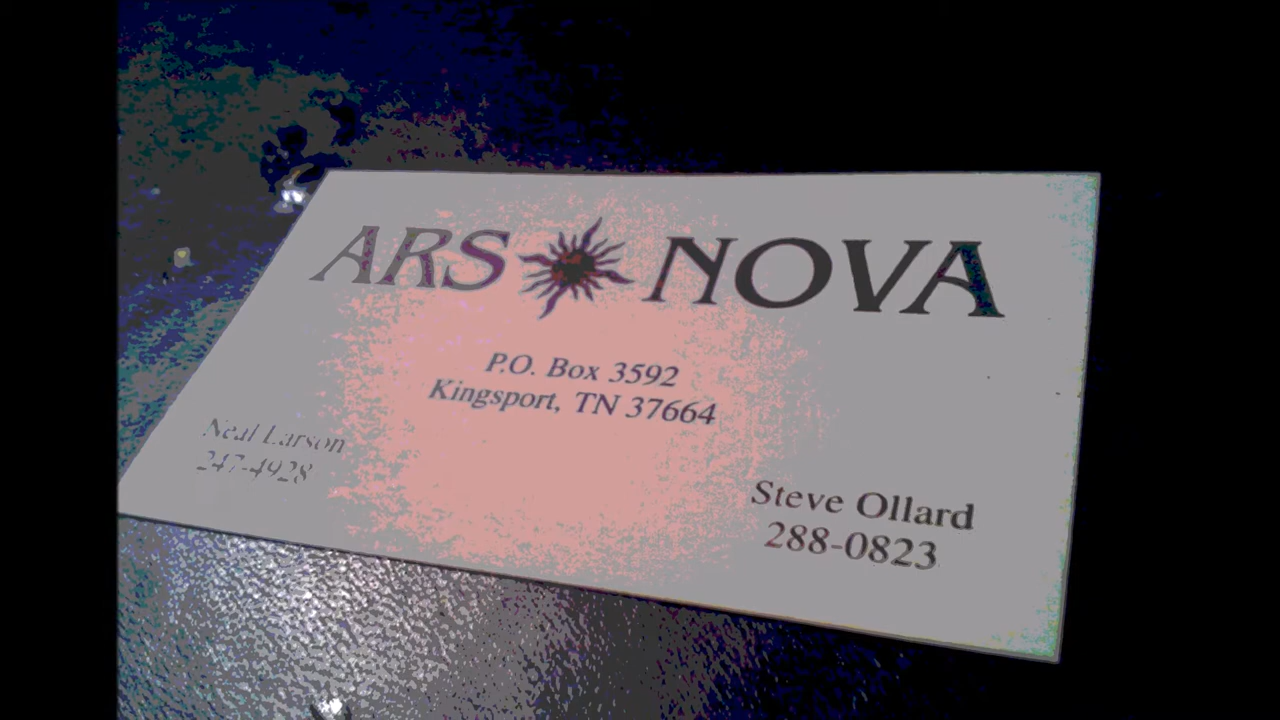 ARS NOVA
P.O. Box 3592
Kingsport, TN 37664
Neal Larson
247-4928
Steve Ollard
288-0823